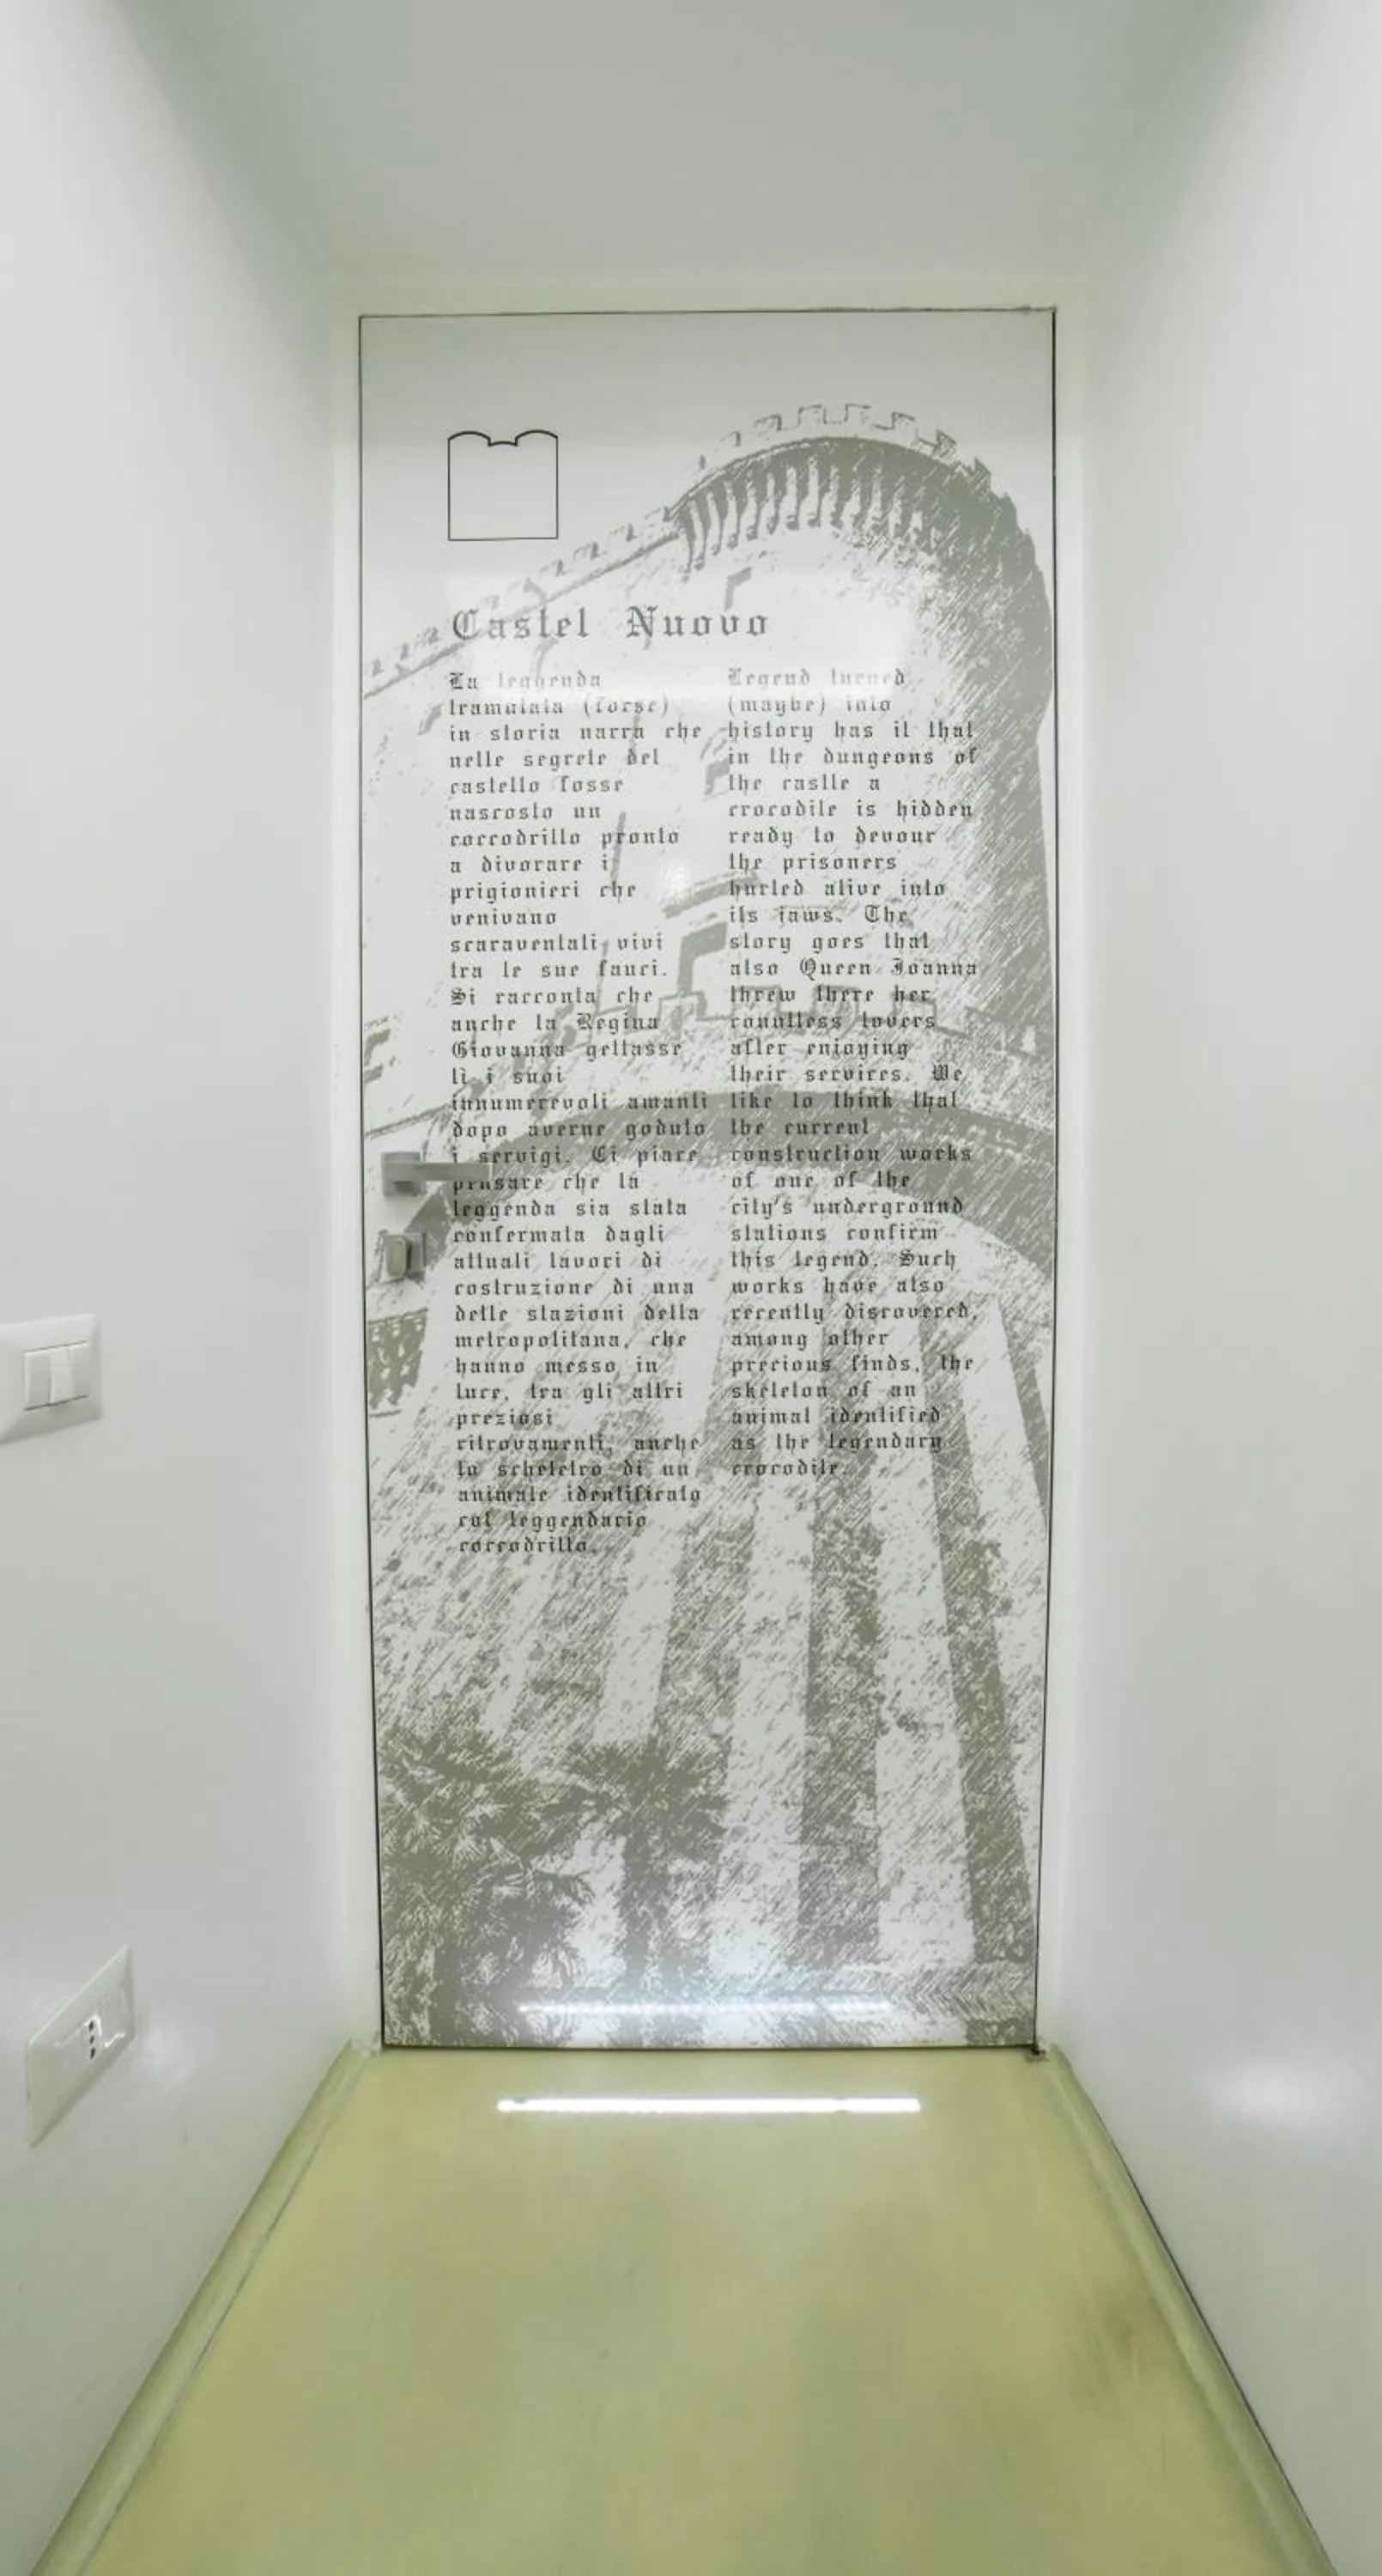 Castel Nuovo
La leggenda
tramutata (forse)
in storia narra che
nelle segrete del
castello fosse
nascosto un
coccodrillo pronto
a divorare i
prigionieri che
venivano
scaraventati vivi
tra le sue fauci.
Si racconta che
anche la Regina
Giovanna gettasse
lì i suoi
innumerevoli amanti
dopo averne goduto
i servigi. Ci piace
pensare che la
leggenda sia stata
confermata dagli
attuali lavori di
costruzione di una
delle stazioni della
metropolitana, che
hanno messo in
luce, tra gli altri
preziosi
ritrovamenti, anche
lo scheletro di un
animale identificato
col leggendario
coccodrillo.
Legend turned
(maybe) into
history has it that
in the dungeons of
the castle a
crocodile is hidden
ready to devour
the prisoners
hurled alive into
its jaws. The
story goes that
also Queen Joanna
threw there her
countless lovers
after enjoying
their services. We
like to think that
the current
construction works
of one of the
city's underground
stations confirm
this legend. Such
works have also
recently discovered,
among other
precious finds, the
skeleton of an
animal identified
as the legendary
crocodile.